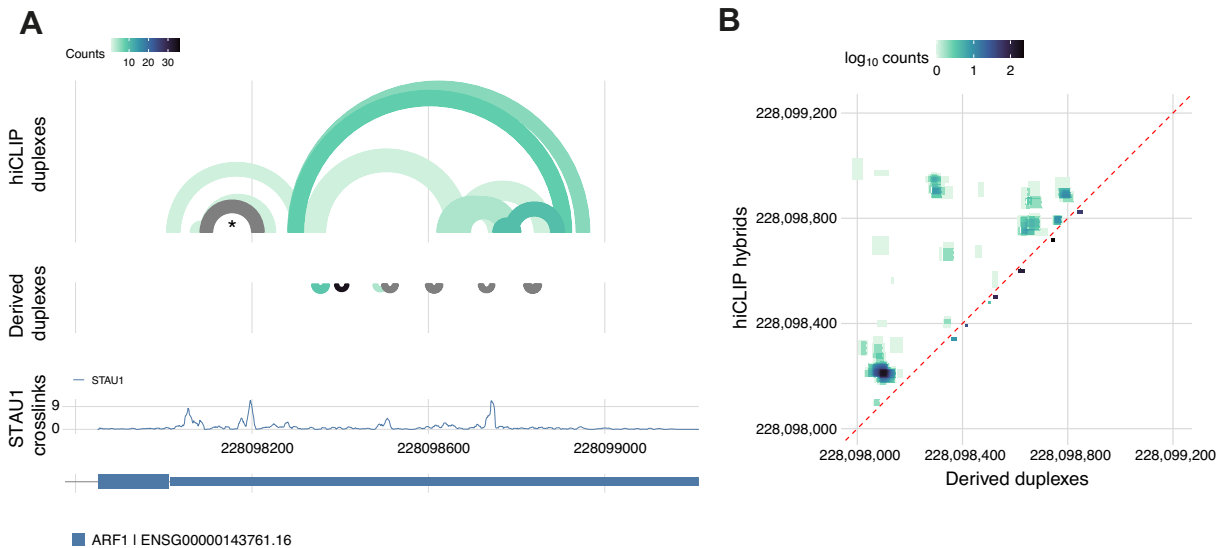 A
Counts
10 20 30
hiCLIP
duplexes
*
Derived
duplexes
STAU1
STAU1
crosslinks
9
0
228098200
228098600
228099000
ARF1 | ENSG00000143761.16
B
log10 counts
0 1 2
hiCLIP hybrids
228,099,200
228,098,800
228,098,400
228,098,000
228,098,000
228,098,400
228,098,800
228,099,200
Derived duplexes